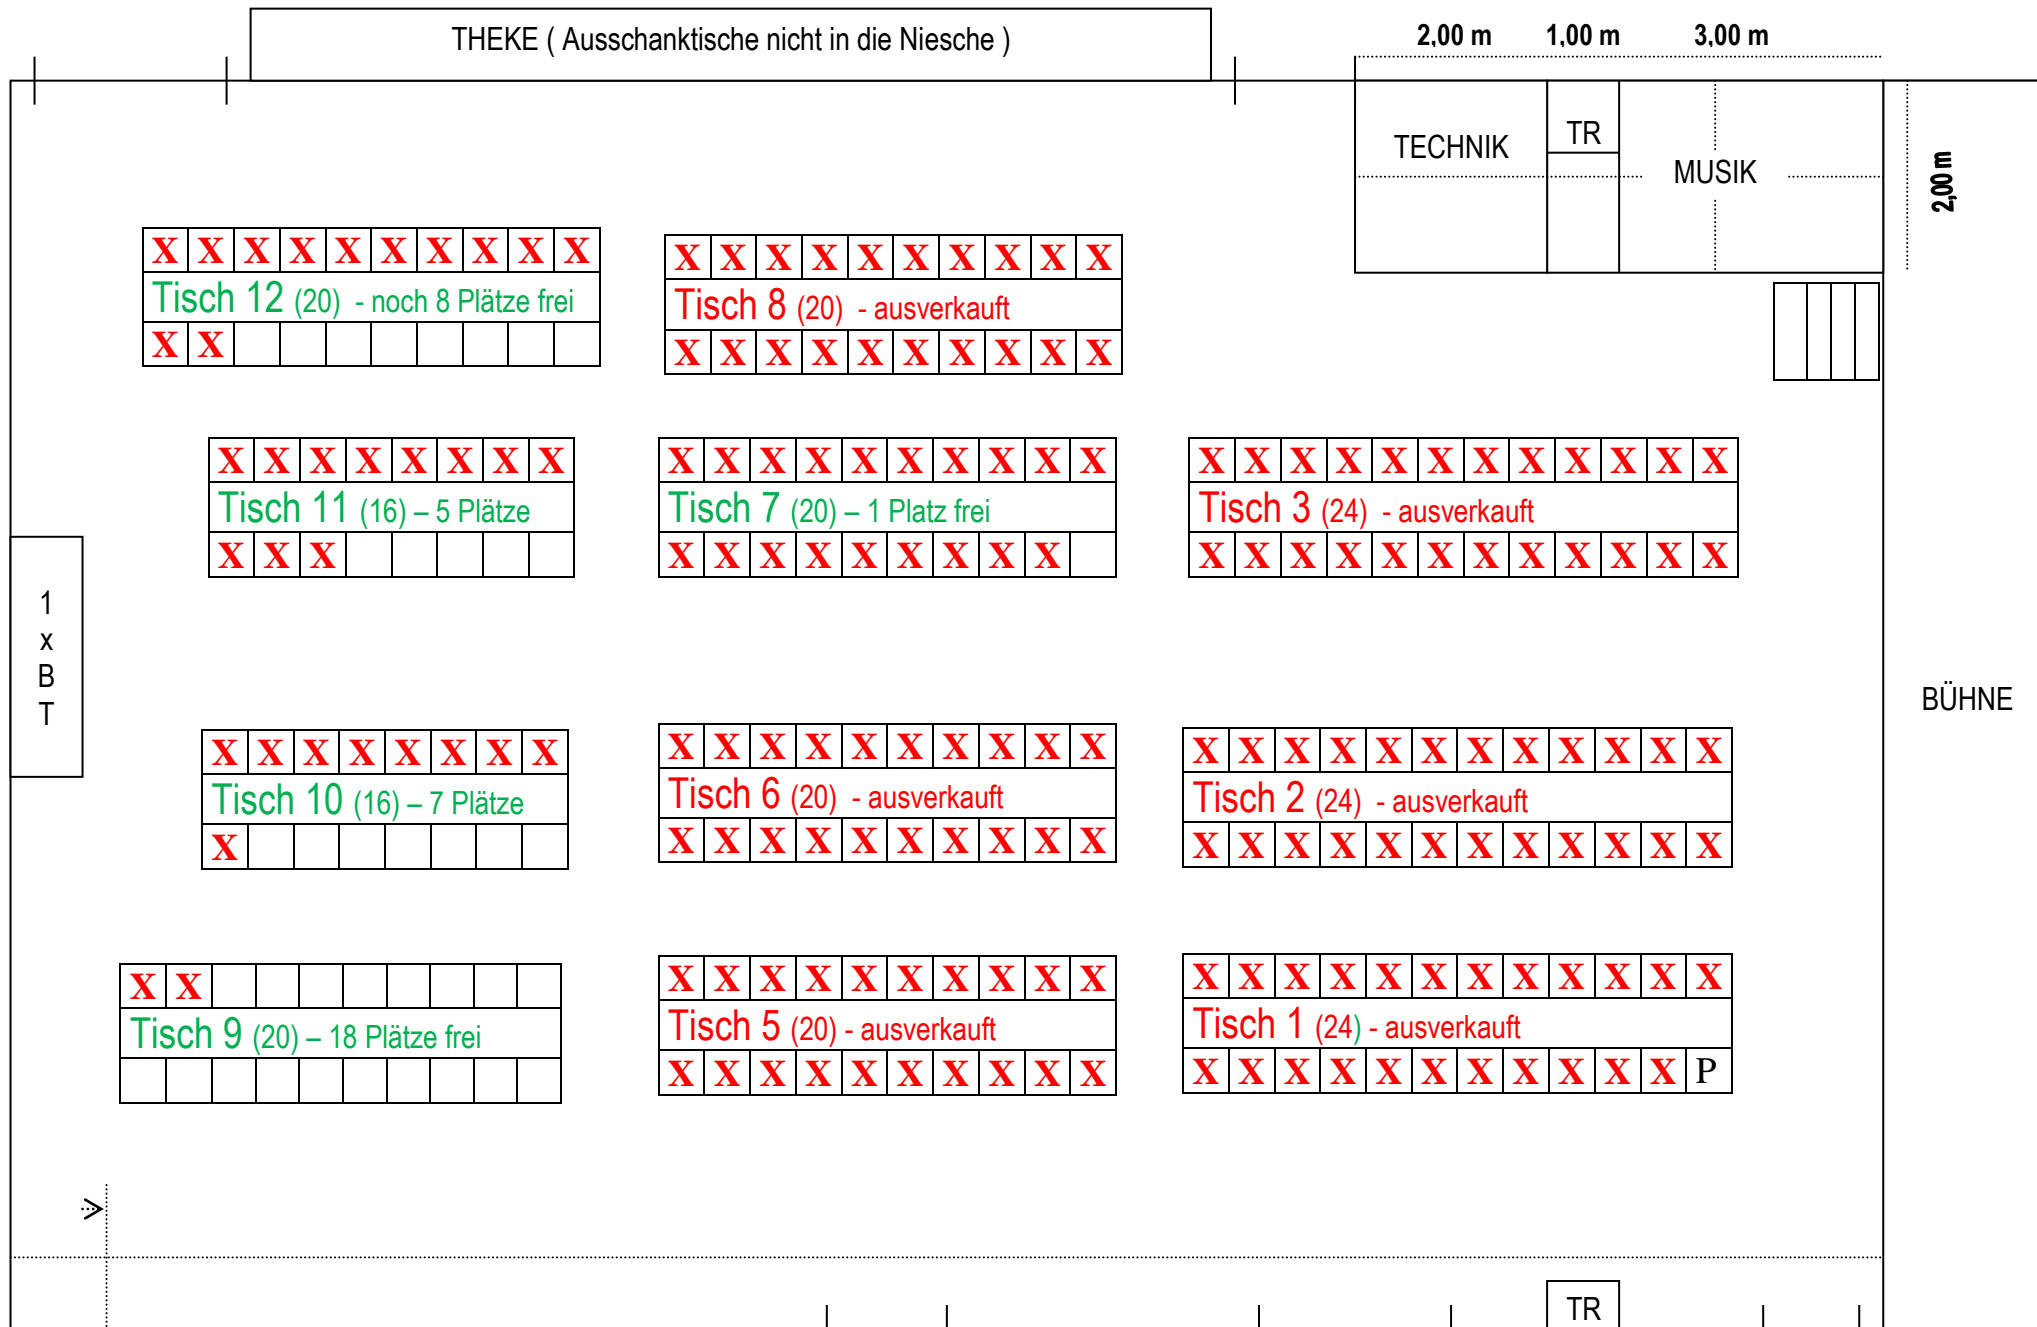 THEKE ( Ausschanktische nicht in die Niesche )
2,00 m 1,00 m 3,00 m
TECHNIK
TR
MUSIK
2,00 m
X X X X X X X X X X
Tisch 12 (20) - noch 8 Plätze frei
X X
X X X X X X X X X X
Tisch 8 (20) - ausverkauft
X X X X X X X X X X
X X X X X X X X
Tisch 11 (16) – 5 Plätze
X X X
X X X X X X X X X X
Tisch 7 (20) – 1 Platz frei
X X X X X X X X X
X X X X X X X X X X X X
Tisch 3 (24) - ausverkauft
X X X X X X X X X X X X
1
x
B
T
BÜHNE
X X X X X X X X
Tisch 10 (16) – 7 Plätze
X
X X X X X X X X X X
Tisch 6 (20) - ausverkauft
X X X X X X X X X X
X X X X X X X X X X X X
Tisch 2 (24) - ausverkauft
X X X X X X X X X X X X
X X
Tisch 9 (20) – 18 Plätze frei
X X X X X X X X X X
Tisch 5 (20) - ausverkauft
X X X X X X X X X X
X X X X X X X X X X X X
Tisch 1 (24) - ausverkauft
X X X X X X X X X X X P
TR